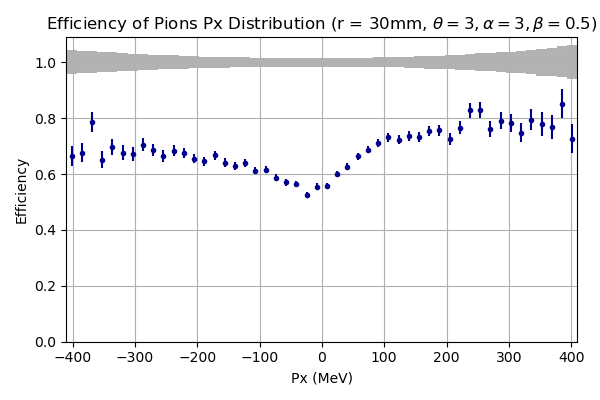 Efficiency of Pions Px Distribution (r = 30mm, θ = 3, α = 3, β = 0.5)
1.0
0.8
0.6
0.4
0.2
0.0
Efficiency
−400 −300 −200 −100 0 100 200 300 400
Px (MeV)